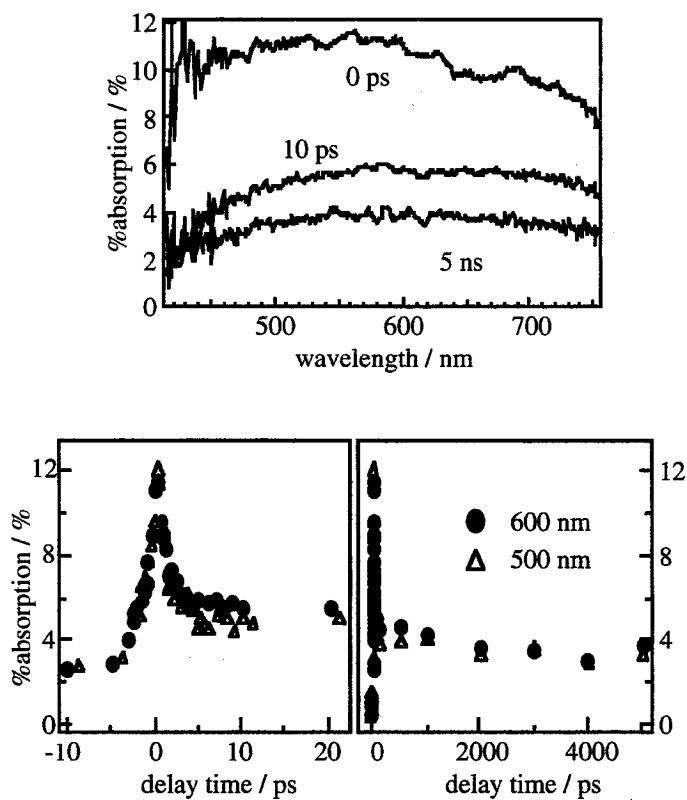 12
10
8
6
4
2
0
%absorption / %
0 ps
10 ps
5 ns
500 600 700
wavelength / nm
12
8
4
0
%absorption / %
-10 0 10 20
delay time / ps
600 nm
500 nm
12
8
4
0
0 2000 4000
delay time / ps